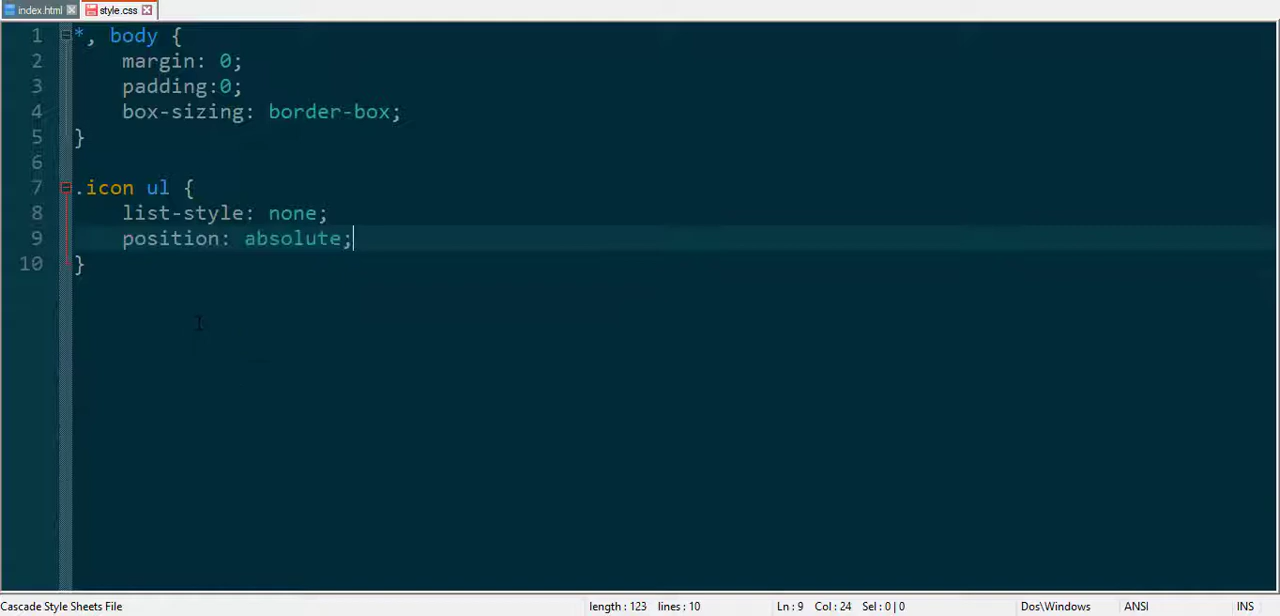 index.html style.css
1 *, body {
2 margin: 0;
3 padding:0;
4 box-sizing: border-box;
5 }
6
7 .icon ul {
8 list-style: none;
9 position: absolute;
10 }
Cascade Style Sheets File length : 123 lines : 10 Ln : 9 Col : 24 Sel : 0 | 0 Dos\Windows ANSI INS